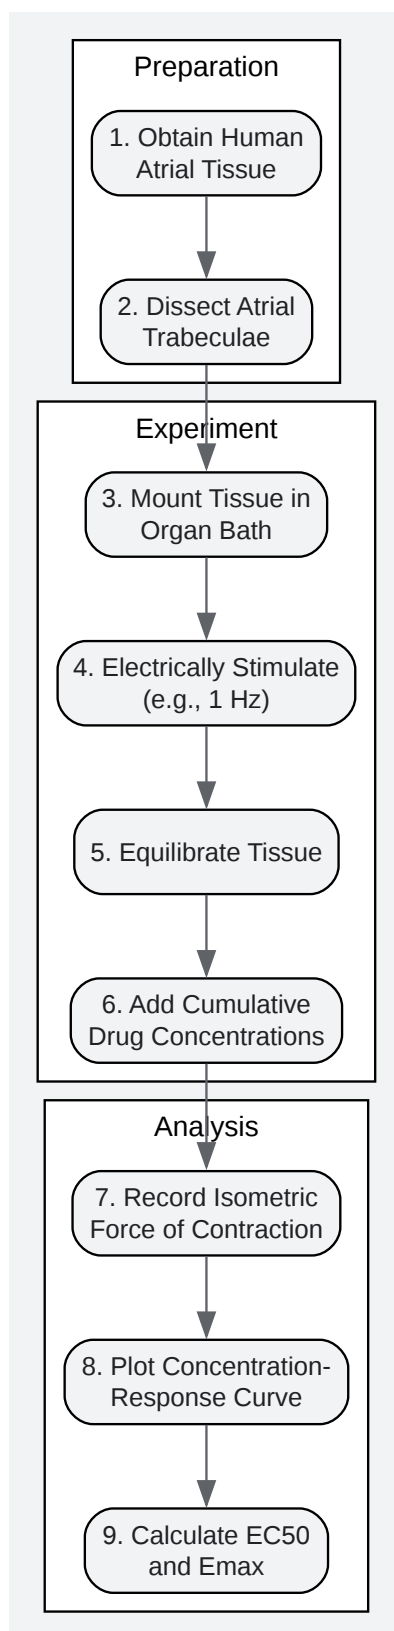 Preparation
1. Obtain Human
Atrial Tissue
2. Dissect Atrial
Trabeculae
Experiment
3. Mount Tissue in
Organ Bath
4. Electrically Stimulate
(e.g., 1 Hz)
5. Equilibrate Tissue
6. Add Cumulative
Drug Concentrations
Analysis
7. Record Isometric
Force of Contraction
8. Plot Concentration-
Response Curve
9. Calculate EC50
and Emax